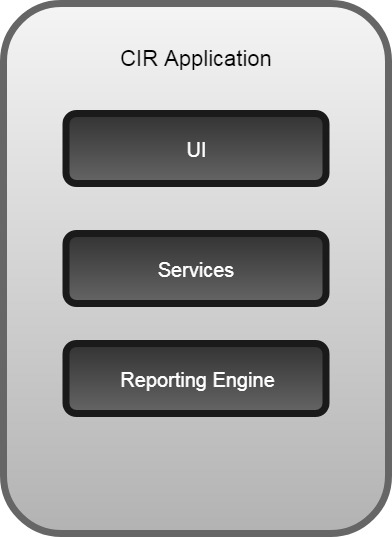 CIR Application
UI
Services
Reporting Engine